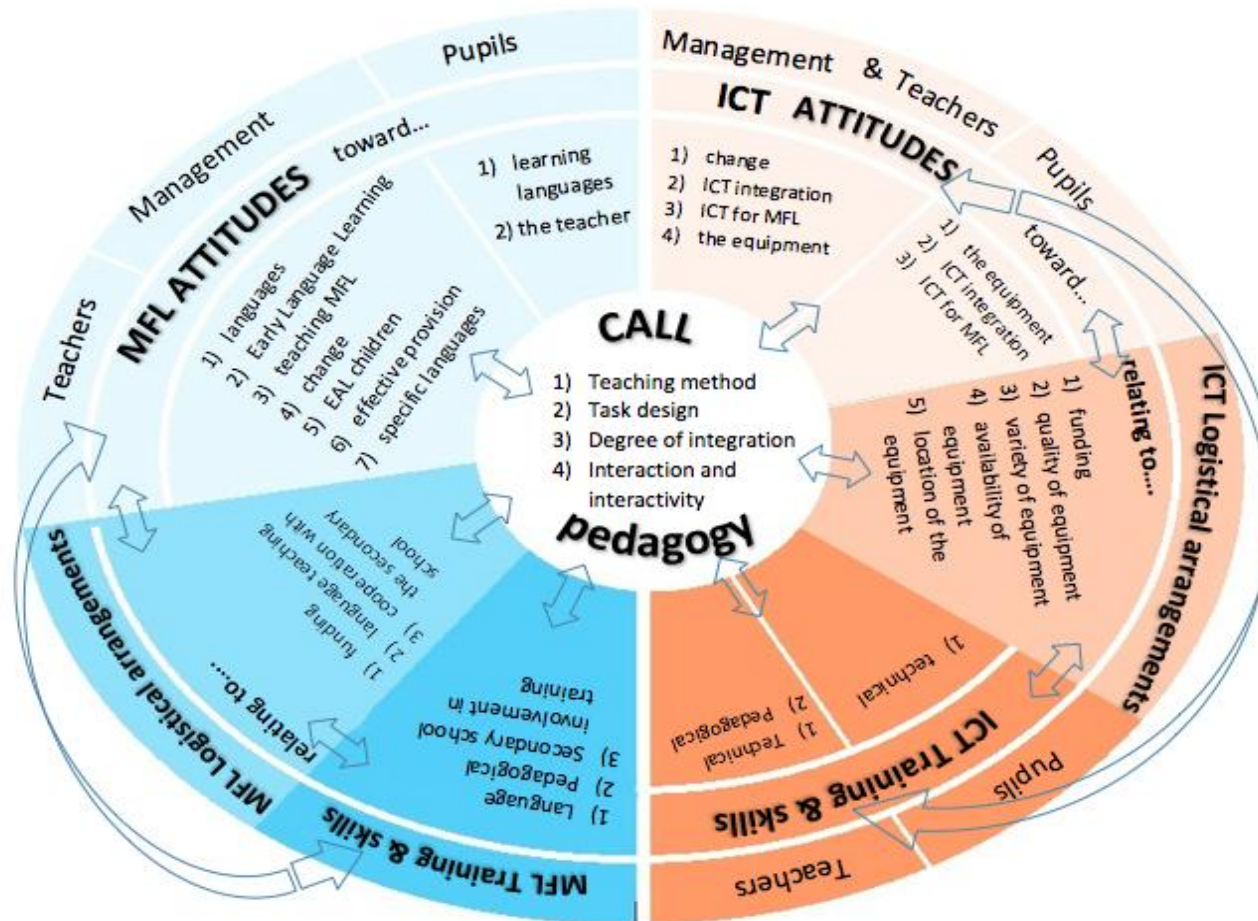 Pupils
Management
Teachers
MFL ATTITUDES toward...
1) learning
languages
2) the teacher
1) languages
2) Early Language Learning
3) teaching MFL
4) change
5) EAL children
6) effective provision
7) specific languages
Management & Teachers
Pupils
ICT ATTITUDES toward...
1) change
2) ICT integration
3) ICT for MFL
4) the equipment
1) the equipment
2) ICT integration
3) ICT for MFL
CALL
1) Teaching method
2) Task design
3) Degree of integration
4) Interaction and
interactivity
pedagogy
ICT Logistical arrangements
relating to....
1) funding
2) quality of equipment
3) variety of equipment
4) availability of
equipment
5) location of the
equipment
ICT Training & skills
Pupils
Teachers
1) technical
1) Technical
2) Pedagogical
MFL Training & skills
1) Language
2) Pedagogical
3) Secondary school
involvement in
training
MFL Logistical arrangements
relating to....
1) funding
2) language teaching
3) cooperation with
the secondary
school